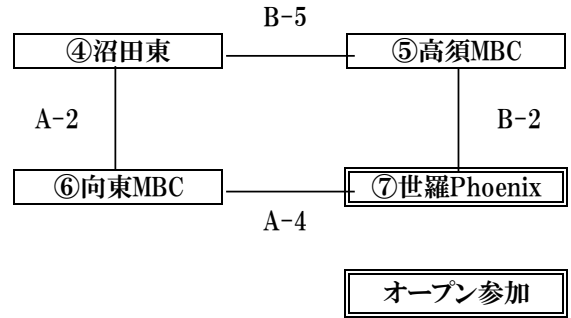 B-5
④沼田東
⑤高須MBC
A-2
B-2
⑥向東MBC
⑦世羅Phoenix
A-4
オープン参加